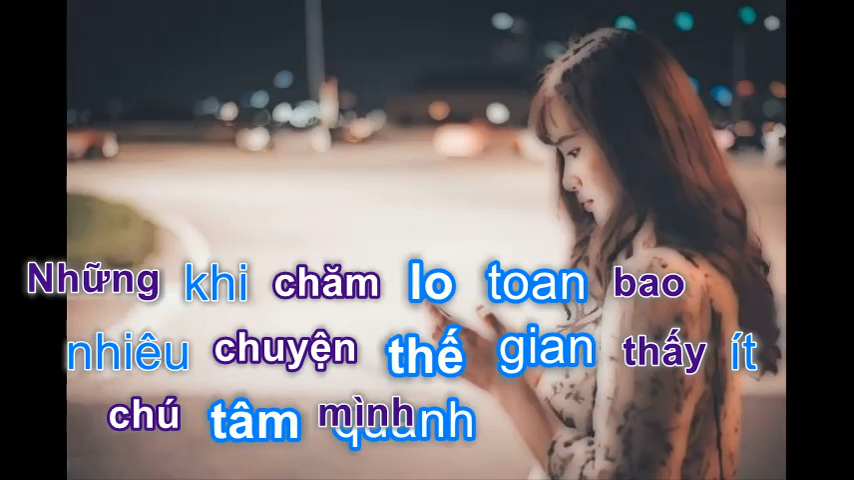 Những khi chăm lo toan bao
nhiêu chuyện thế gian thấy ít
chú tâm mình quanh